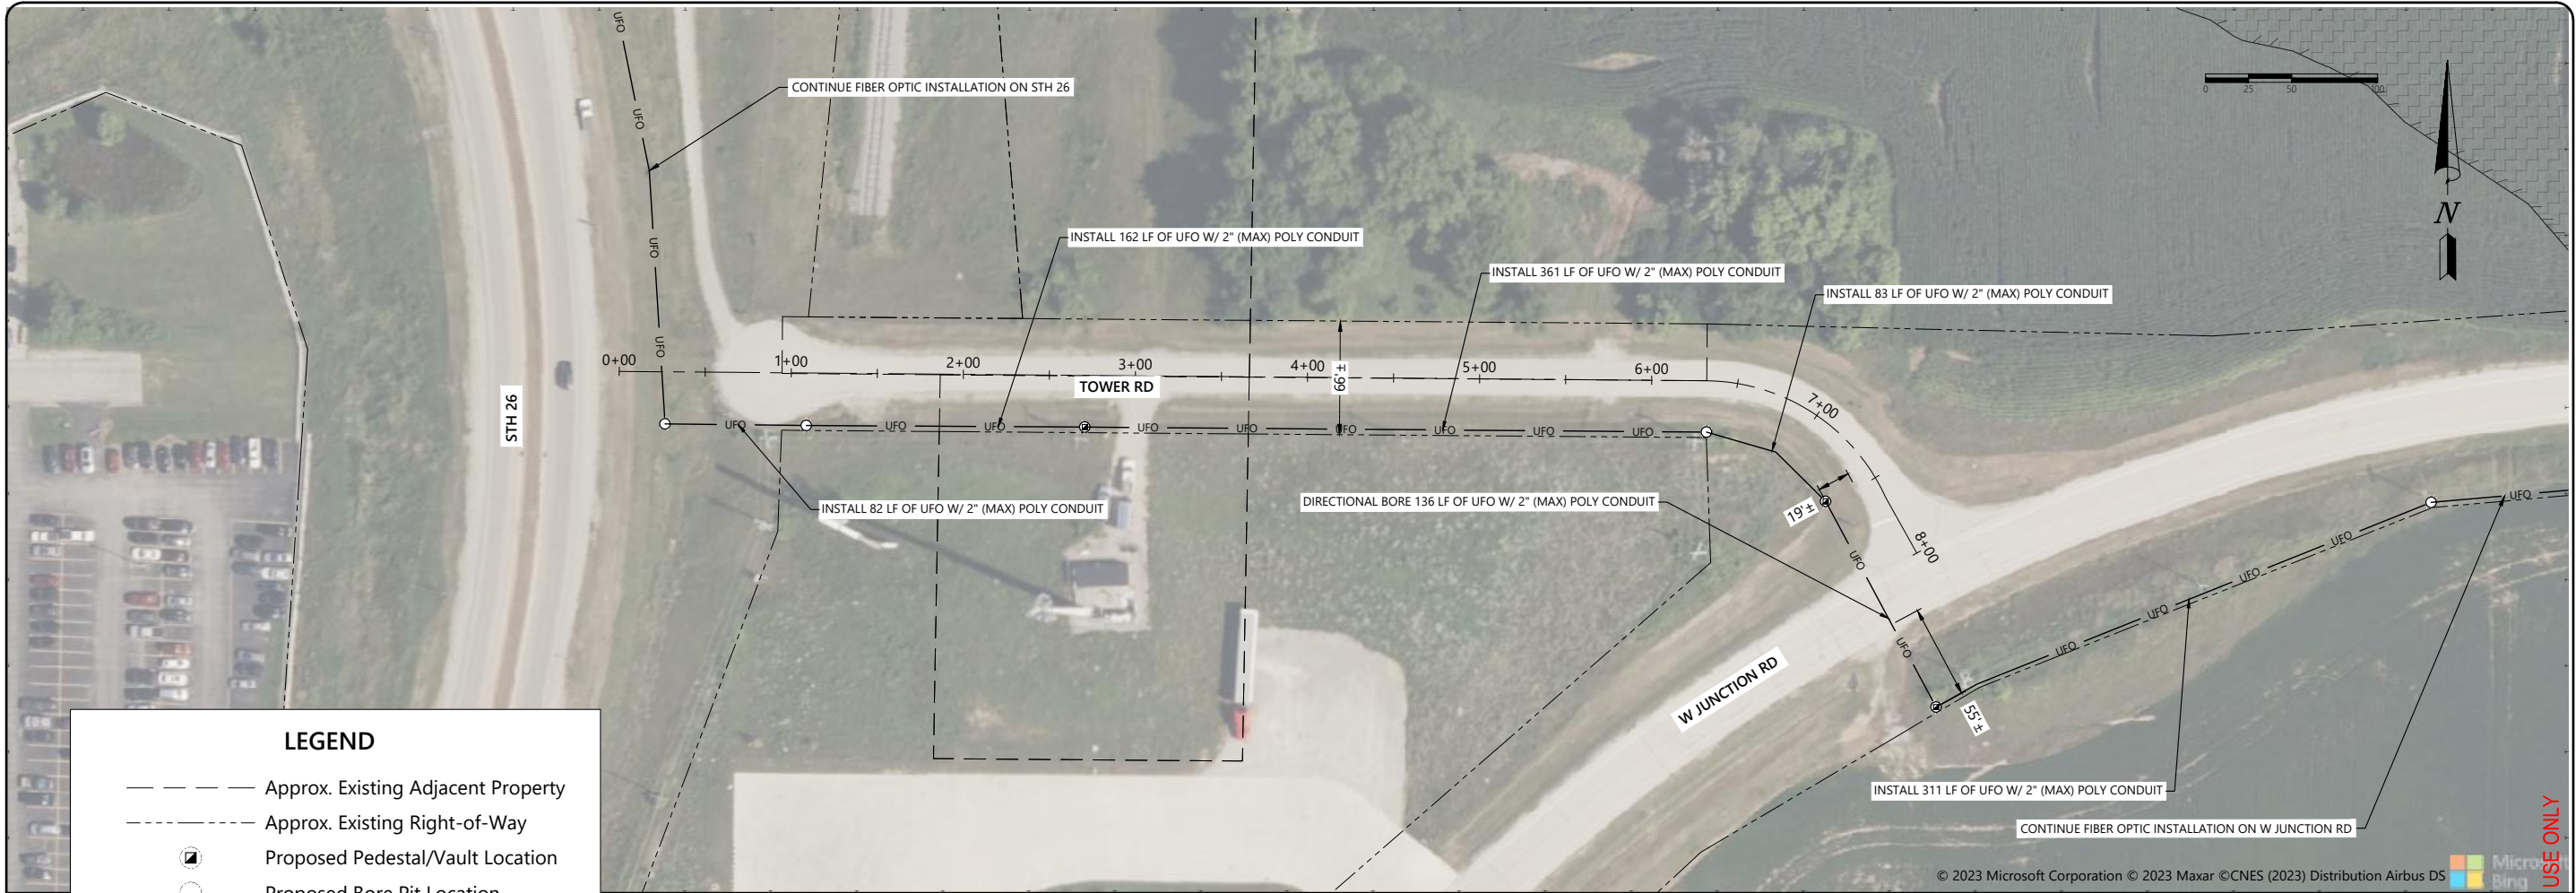 UFO
CONTINUE FIBER OPTIC INSTALLATION ON STH 26
0 25 50 100
UFO
N
INSTALL 162 LF OF UFO W/ 2" (MAX) POLY CONDUIT
UFO
INSTALL 361 LF OF UFO W/ 2" (MAX) POLY CONDUIT
INSTALL 83 LF OF UFO W/ 2" (MAX) POLY CONDUIT
UFO
0+00 1+00 2+00 3+00 4+00 5+00 6+00 7+00 8+00
66'±
TOWER RD
STH 26
UFO UFO UFO UFO UFO UFO UFO UFO UFO UFO
INSTALL 82 LF OF UFO W/ 2" (MAX) POLY CONDUIT
DIRECTIONAL BORE 136 LF OF UFO W/ 2" (MAX) POLY CONDUIT
19'±
UFO
UFO
UFO UFO UFO UFO UFO
W JUNCTION RD
55'±
INSTALL 311 LF OF UFO W/ 2" (MAX) POLY CONDUIT
CONTINUE FIBER OPTIC INSTALLATION ON W JUNCTION RD
LEGEND
Approx. Existing Adjacent Property
Approx. Existing Right-of-Way
Proposed Pedestal/Vault Location
Proposed Bore Pit Location
© 2023 Microsoft Corporation © 2023 Maxar ©CNES (2023) Distribution Airbus DS
Bing
USE ONLY